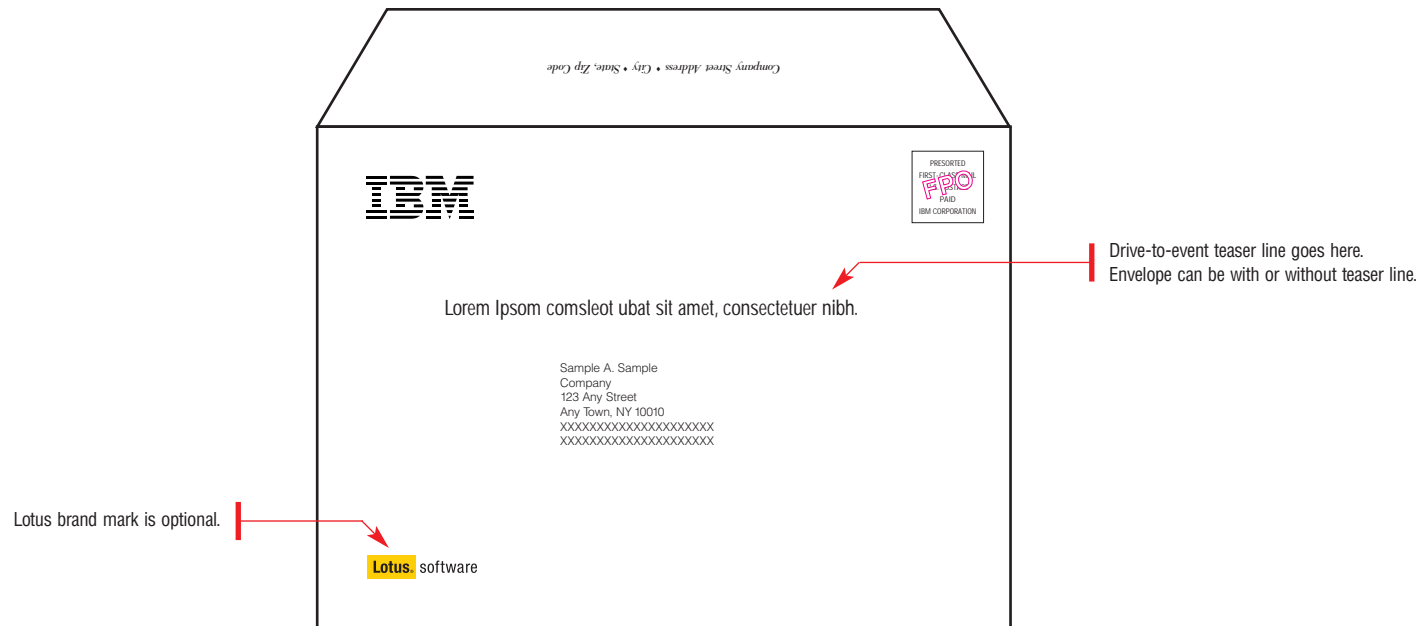 Company Street Address • City • State, Zip Code
IBM
PRESORTED
FIRST-CLASS MAIL
FPO
PAID
IBM CORPORATION
Drive-to-event teaser line goes here.
Envelope can be with or without teaser line.
Lorem Ipsom comsleot ubat sit amet, consectetuer nibh.
Sample A. Sample
Company
123 Any Street
Any Town, NY 10010
XXXXXXXXXXXXXXXXXXXXX
XXXXXXXXXXXXXXXXXXXXX
Lotus brand mark is optional.
Lotus® software